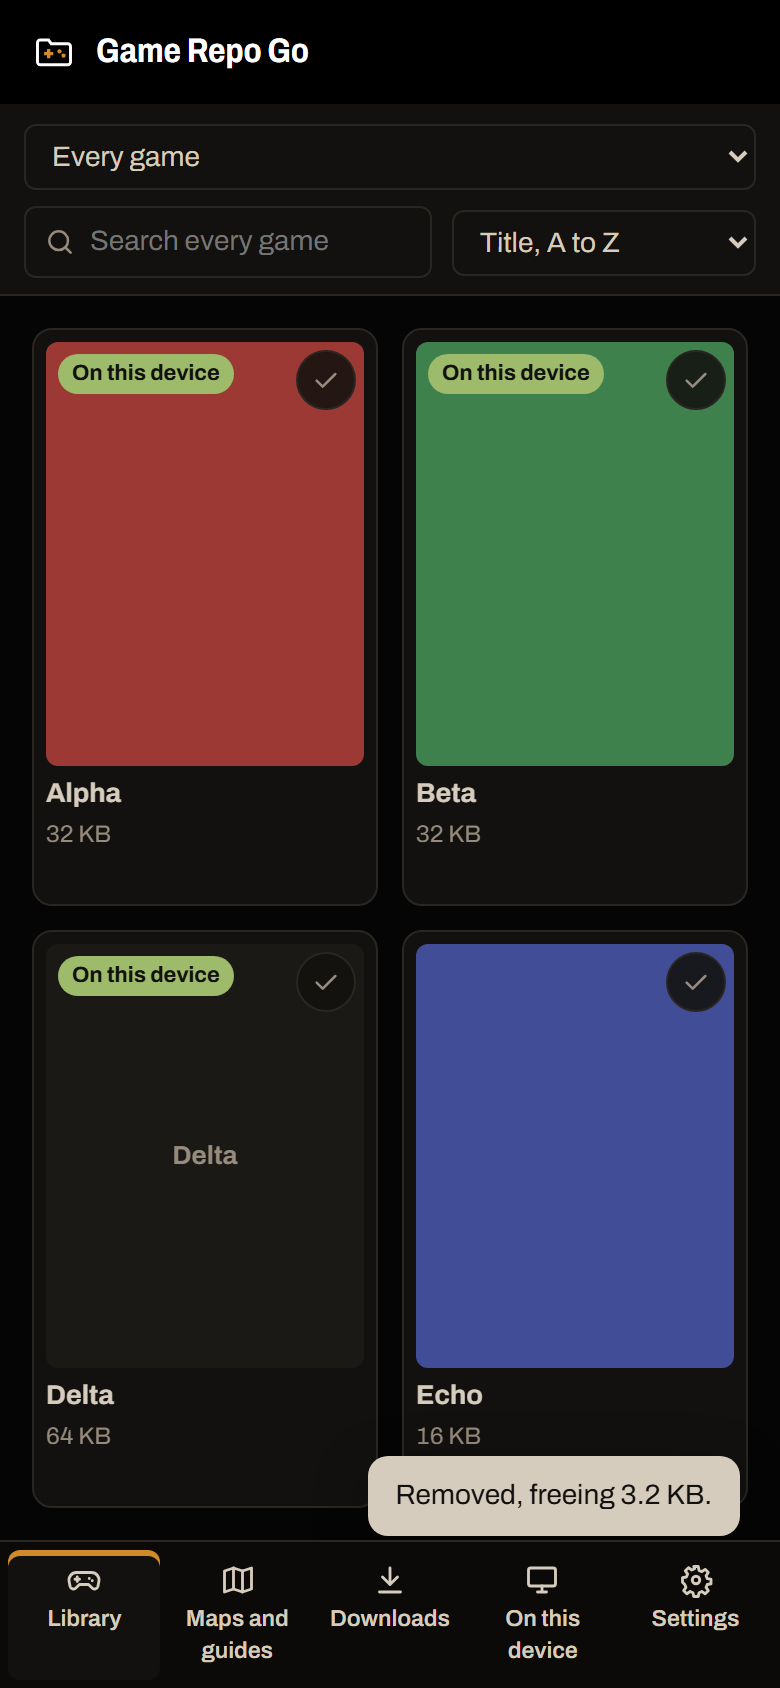 Game Repo Go
Every game
Search every game
Title, A to Z
On this device
On this device
Alpha
32 KB
Beta
32 KB
On this device
Delta
Delta
64 KB
Echo
16 KB
Removed, freeing 3.2 KB.
Library
Maps and
guides
Downloads
On this
device
Settings